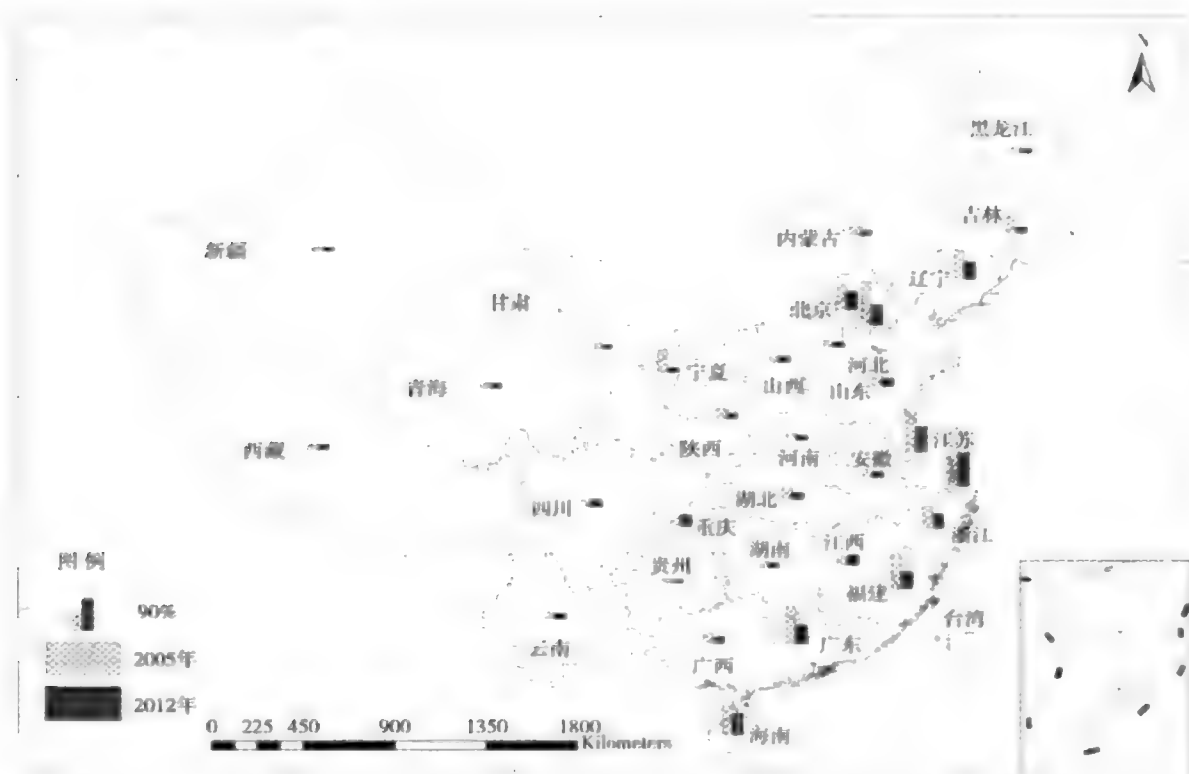 黑龙江
吉林
内蒙古
新疆
辽宁
甘肃
北京
河北
宁夏
山西
山东
青海
江苏
陕西
河南
安徽
西藏
湖北
四川
重庆
浙江
湖南
江西
贵州
福建
台湾
云南
广西
广东
海南
图例
90%
2005年
2012年
0 225 450 900 1350 1800
Kilometers